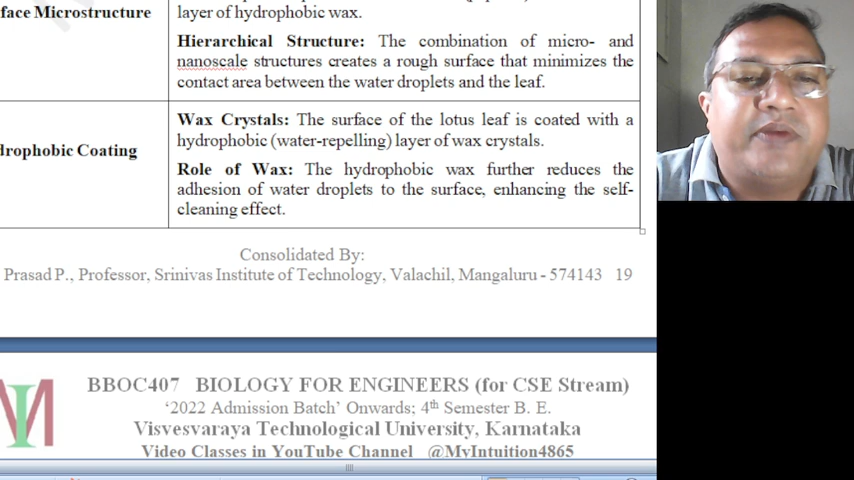 layer of hydrophobic wax.
face Microstructure
Hierarchical Structure: The combination of micro- and
nanoscale structures creates a rough surface that minimizes the
contact area between the water droplets and the leaf.
Wax Crystals: The surface of the lotus leaf is coated with a
hydrophobic (water-repelling) layer of wax crystals.
drophobic Coating
Role of Wax: The hydrophobic wax further reduces the
adhesion of water droplets to the surface, enhancing the self-
cleaning effect.
Consolidated By:
Prasad P., Professor, Srinivas Institute of Technology, Valachil, Mangaluru - 574143 19
BBOC407 BIOLOGY FOR ENGINEERS (for CSE Stream)
‘2022 Admission Batch’ Onwards; 4th Semester B. E.
Visvesvaraya Technological University, Karnataka
Video Classes in YouTube Channel @MyIntuition4865